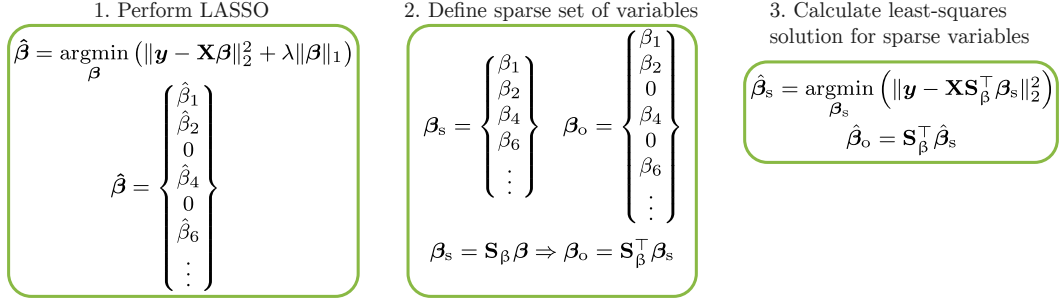 1. Perform LASSO
β̂ = argmin_β (‖y − Xβ‖₂² + λ‖β‖₁)
β̂ = { β̂₁ β̂₂ 0 β̂₄ 0 β̂₆ ⋮ }
2. Define sparse set of variables
β_s = { β₁ β₂ β₄ β₆ ⋮ } β_o = { β₁ β₂ 0 β₄ 0 β₆ ⋮ }
β_s = S_β β ⇒ β_o = S_β^⊤ β_s
3. Calculate least-squares
solution for sparse variables
β̂_s = argmin_{β_s} (‖y − XS_β^⊤ β_s‖₂²)
β̂_o = S_β^⊤ β̂_s